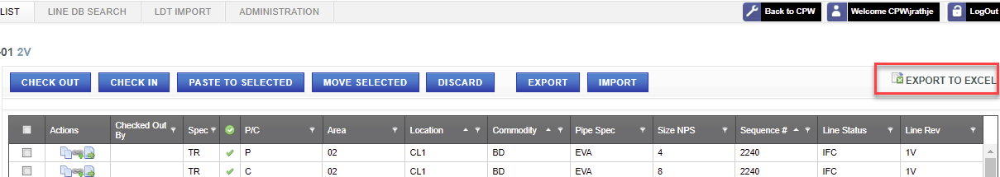 LIST LINE DB SEARCH LDT IMPORT ADMINISTRATION Back to CPW Welcome CPW\jrathje LogOut
-01 2V
CHECK OUT CHECK IN PASTE TO SELECTED MOVE SELECTED DISCARD EXPORT IMPORT EXPORT TO EXCEL
Actions Checked Out By Spec P/C Area Location Commodity Pipe Spec Size NPS Sequence # Line Status Line Rev
TR P 02 CL1 BD EVA 4 2240 IFC 1V
TR C 02 CL1 BD EVA 8 2240 IFC 1V